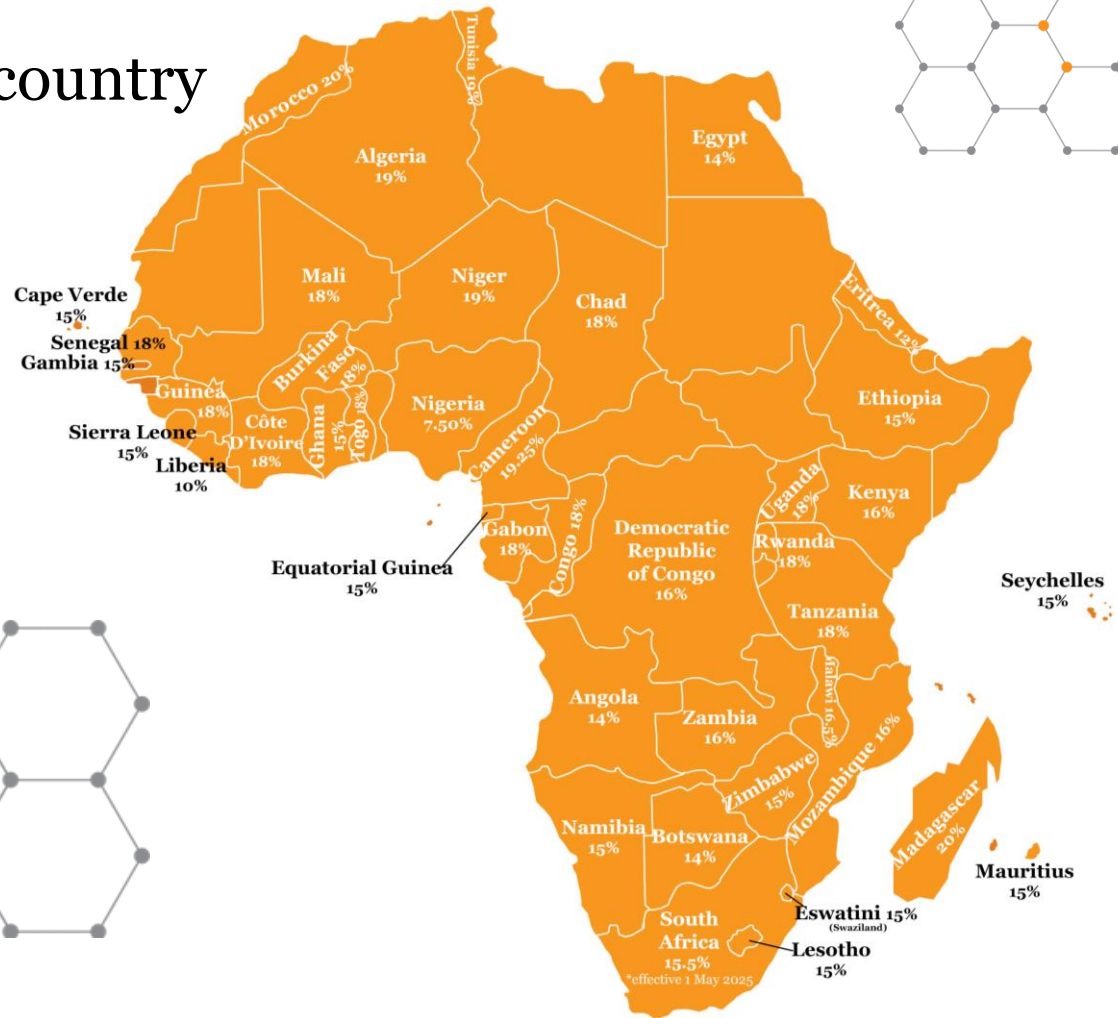 country
Morocco 20%
Tunisia 19%
Algeria
19%
Egypt
14%
Mali
18%
Niger
19%
Chad
18%
Eritrea 12%
Cape Verde
15%
Senegal 18%
Gambia 15%
Guinea
18%
Burkina
Faso
18%
Sierra Leone
15%
Liberia
10%
Côte
D’Ivoire
18%
Ghana
15%
Togo 18%
Nigeria
7.50%
Cameroon
19.25%
Ethiopia
15%
Equatorial Guinea
15%
Gabon
18%
Congo 18%
Democratic
Republic
of Congo
16%
Uganda
18%
Kenya
16%
Rwanda
18%
Tanzania
18%
Seychelles
15%
Angola
14%
Zambia
16%
Malawi 16.5%
Mozambique 16%
Zimbabwe
15%
Namibia
15%
Botswana
14%
Madagascar
20%
Mauritius
15%
Eswatini 15%
(Swaziland)
Lesotho
15%
South
Africa
15.5%
*effective 1 May 2025